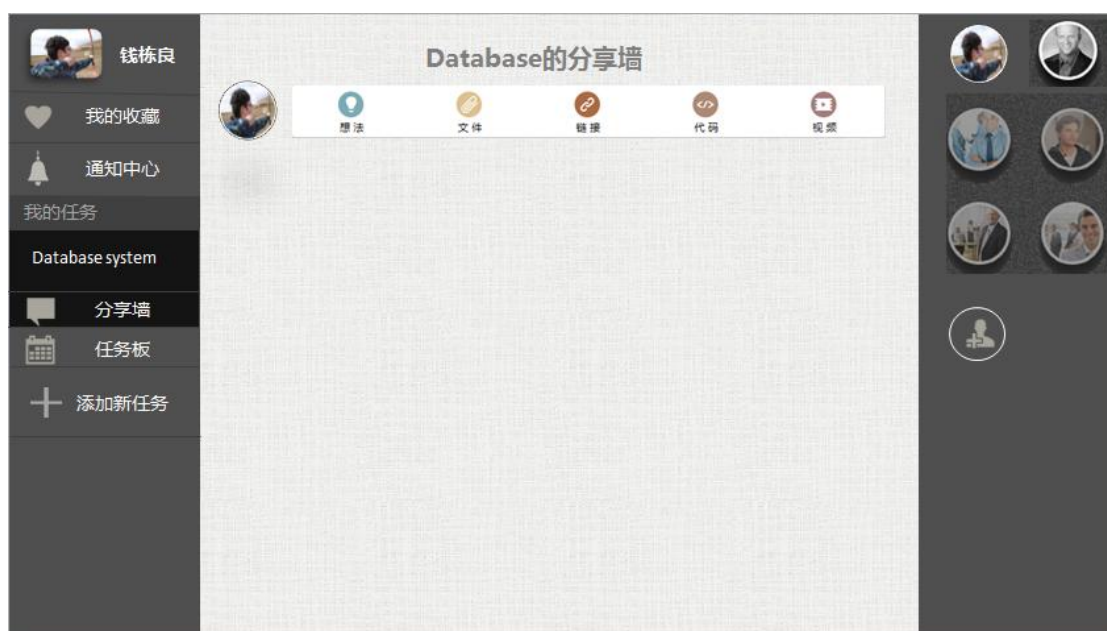 钱栋良
我的收藏
通知中心
我的任务
Database system
分享墙
任务板
添加新任务
Database的分享墙
想法
文件
链接
代码
视频